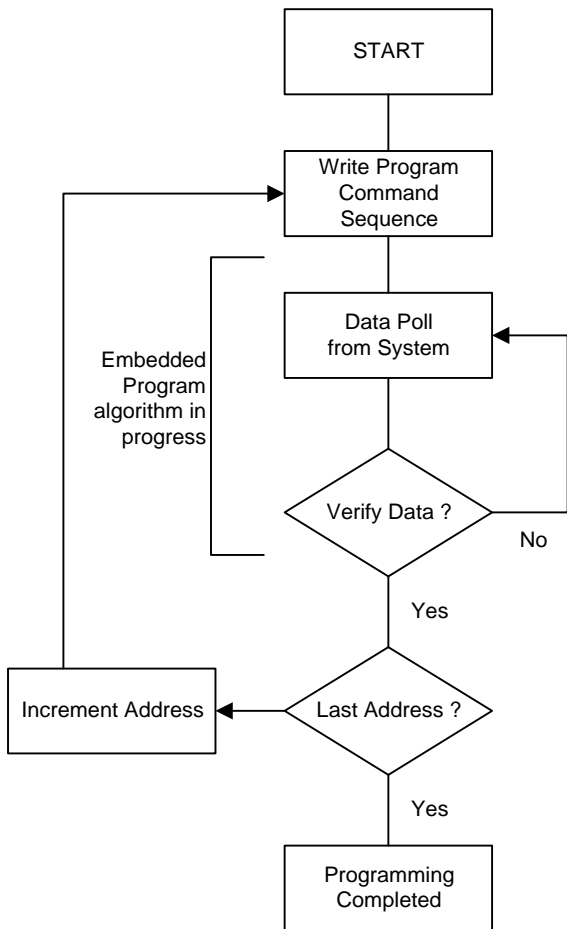 START
Write Program
Command
Sequence
Data Poll
from System
Embedded
Program
algorithm in
progress
Verify Data ?
No
Yes
Increment Address
Last Address ?
Yes
Programming
Completed